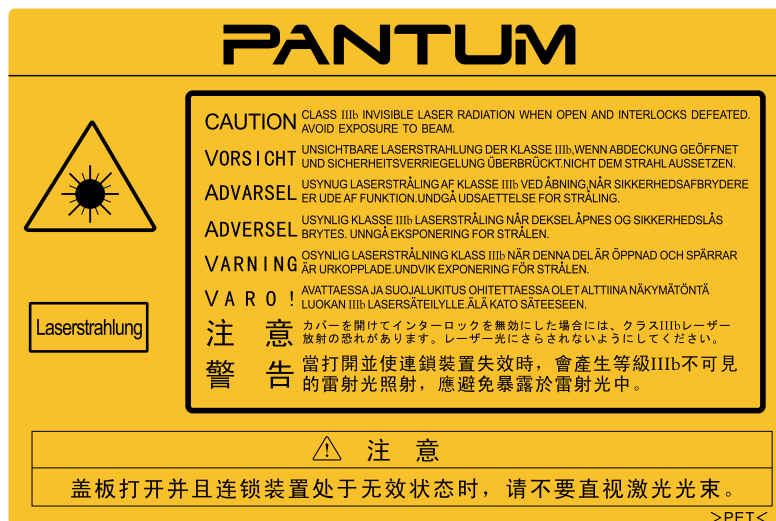 PANTUM
CAUTION CLASS IIIb INVISIBLE LASER RADIATION WHEN OPEN AND INTERLOCKS DEFEATED.
AVOID EXPOSURE TO BEAM.
VORSICHT UNSICHTBARE LASERSTRAHLUNG DER KLASSE IIIb,WENN ABDECKUNG GEÖFFNET
UND SICHERHEITSVERRIEGELUNG ÜBERBRÜCKT.NICHT DEM STRAHL AUSSETZEN.
ADVARSEL USYNUG LASERSTRÅLING AF KLASSE IIIb VED ÅBNING,NÅR SIKKERHEDSAFBRYDERE
ER UDE AF FUNKTION.UNDGÅ UDSAETTELSE FOR STRÅLING.
ADVERSEL USYNLIG KLASSE IIIb LASERSTRÅLING NÅR DEKSEL ÅPNES OG SIKKERHEDSLÅS
BRYTES. UNNGÅ EKSPONERING FOR STRÅLEN.
VARNING OSYNLIG LASERSTRÅLNING KLASS IIIb NÄR DENNA DEL ÄR ÖPPNAD OCH SPÄRRAR
ÄR URKOPPLADE.UNDVIK EXPONERING FÖR STRÅLEN.
VARO! AVATTAESSA JA SUOJALUKITUS OHITETTAESSA OLET ALTTIINA NÄKYMÄTÖNTÄ
LUOKAN IIIb LASERSÄTEILYLLE.ÄLÄ KATO SÄTEESEEN.
Laserstrahlung
注 意 カバーを開けてインターロックを無効にした場合には、クラスIIIbレーザー
放射の恐れがあります。レーザー光にさらされないようにしてください。
警 告 當打開並使連鎖裝置失效時，會產生等級IIIb不可見
的雷射光照射，應避免暴露於雷射光中。
注 意
盖板打开并且连锁装置处于无效状态时，请不要直视激光光束。
>PET<